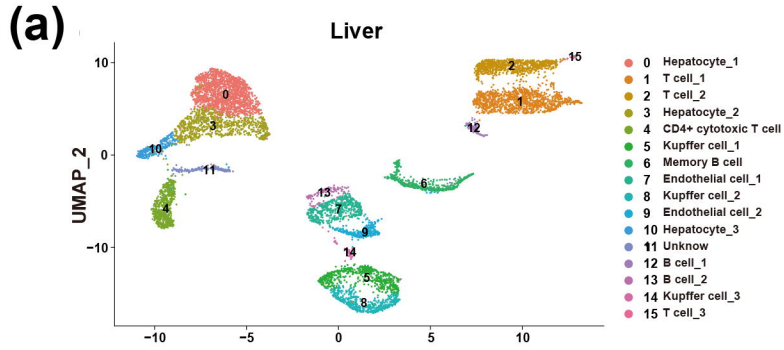 (a)
Liver
UMAP_2
10
0
−10
−10
−5
0
5
10
0
1
2
3
4
5
6
7
8
9
10
11
12
13
14
15
0 Hepatocyte_1
1 T cell_1
2 T cell_2
3 Hepatocyte_2
4 CD4+ cytotoxic T cell
5 Kupffer cell_1
6 Memory B cell
7 Endothelial cell_1
8 Kupffer cell_2
9 Endothelial cell_2
10 Hepatocyte_3
11 Unknow
12 B cell_1
13 B cell_2
14 Kupffer cell_3
15 T cell_3